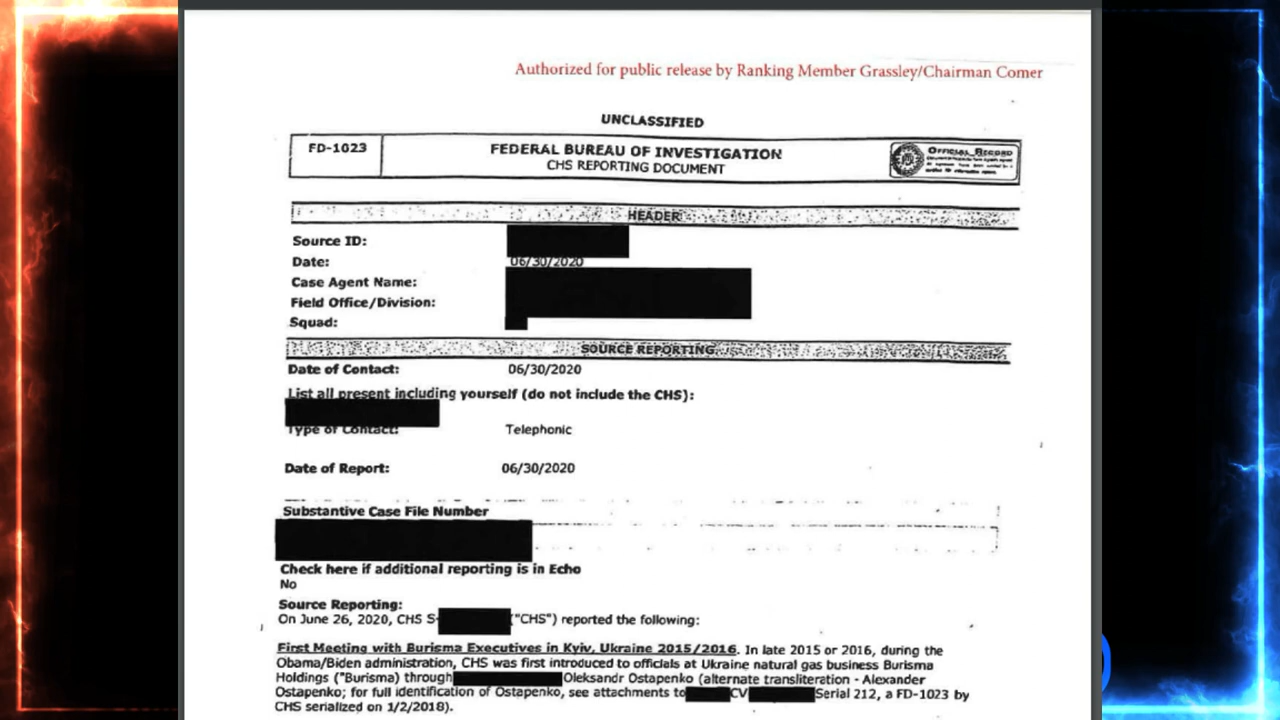 Authorized for public release by Ranking Member Grassley/Chairman Comer
UNCLASSIFIED
FD-1023
FEDERAL BUREAU OF INVESTIGATION
CHS REPORTING DOCUMENT
OFFICIAL RECORD
HEADER
Source ID:
Date: 06/30/2020
Case Agent Name:
Field Office/Division:
Squad:
SOURCE REPORTING
Date of Contact: 06/30/2020
List all present including yourself (do not include the CHS):
Type of Contact: Telephonic
Date of Report: 06/30/2020
Substantive Case File Number
Check here if additional reporting is in Echo
No
Source Reporting:
On June 26, 2020, CHS S- ("CHS") reported the following:
First Meeting with Burisma Executives in Kyiv, Ukraine 2015/2016. In late 2015 or 2016, during the
Obama/Biden administration, CHS was first introduced to officials at Ukraine natural gas business Burisma
Holdings ("Burisma) through Oleksandr Ostapenko (alternate transliteration - Alexander
Ostapenko; for full identification of Ostapenko, see attachments to CV Serial 212, a FD-1023 by
CHS serialized on 1/2/2018).